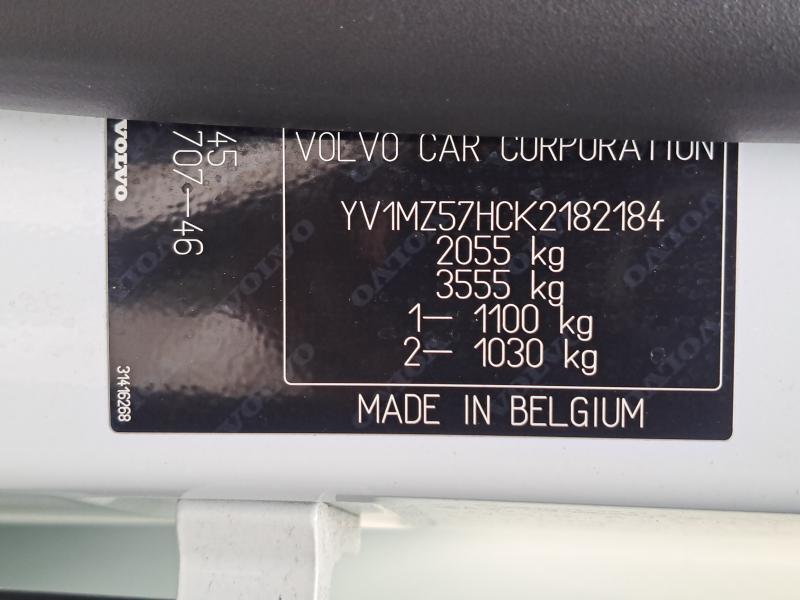 VOLVO
45
707-46
31416268
VOLVO CAR CORPORATION
YV1MZ57HCK2182184
2055 kg
3555 kg
1- 1100 kg
2- 1030 kg
MADE IN BELGIUM